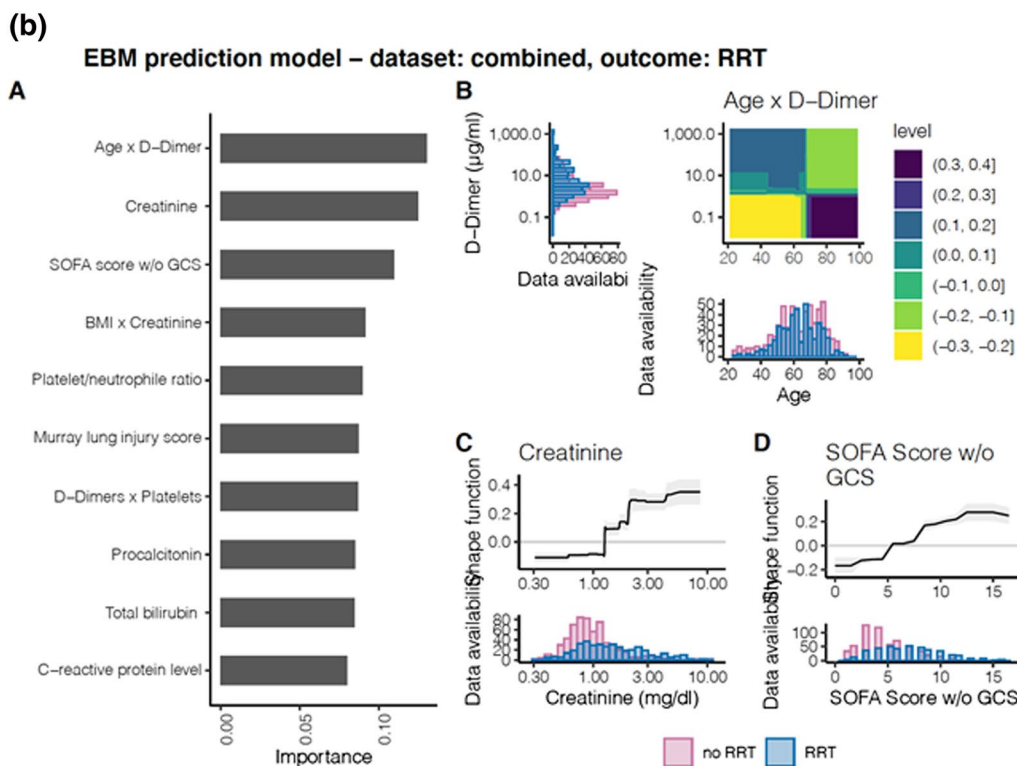 (b)
EBM prediction model – dataset: combined, outcome: RRT
A
Age x D–Dimer
Creatinine
SOFA score w/o GCS
BMI x Creatinine
Platelet/neutrophile ratio
Murray lung injury score
D–Dimers x Platelets
Procalcitonin
Total bilirubin
C–reactive protein level
0.00
0.05
0.10
Importance
B
D–Dimer (µg/ml)
1,000.0
10.0
0.1
0 20406080
Data availabi
Age x D–Dimer
1,000.0
10.0
0.1
20 40 60 80 100
Data availability
50
40
30
20
10
0
20 40 60 80 100
Age
level
(0.3, 0.4]
(0.2, 0.3]
(0.1, 0.2]
(0.0, 0.1]
(−0.1, 0.0]
(−0.2, −0.1]
(−0.3, −0.2]
C
Creatinine
Shape function
0.4
0.2
0.0
0.30 1.00 3.00 10.00
Data availability
80
60
40
20
0
0.30 1.00 3.00 10.00
Creatinine (mg/dl)
D
SOFA Score w/o
GCS
Shape function
0.2
0.0
−0.2
0 5 10 15
Data availability
100
50
0
0 5 10 15
SOFA Score w/o GCS
no RRT
RRT